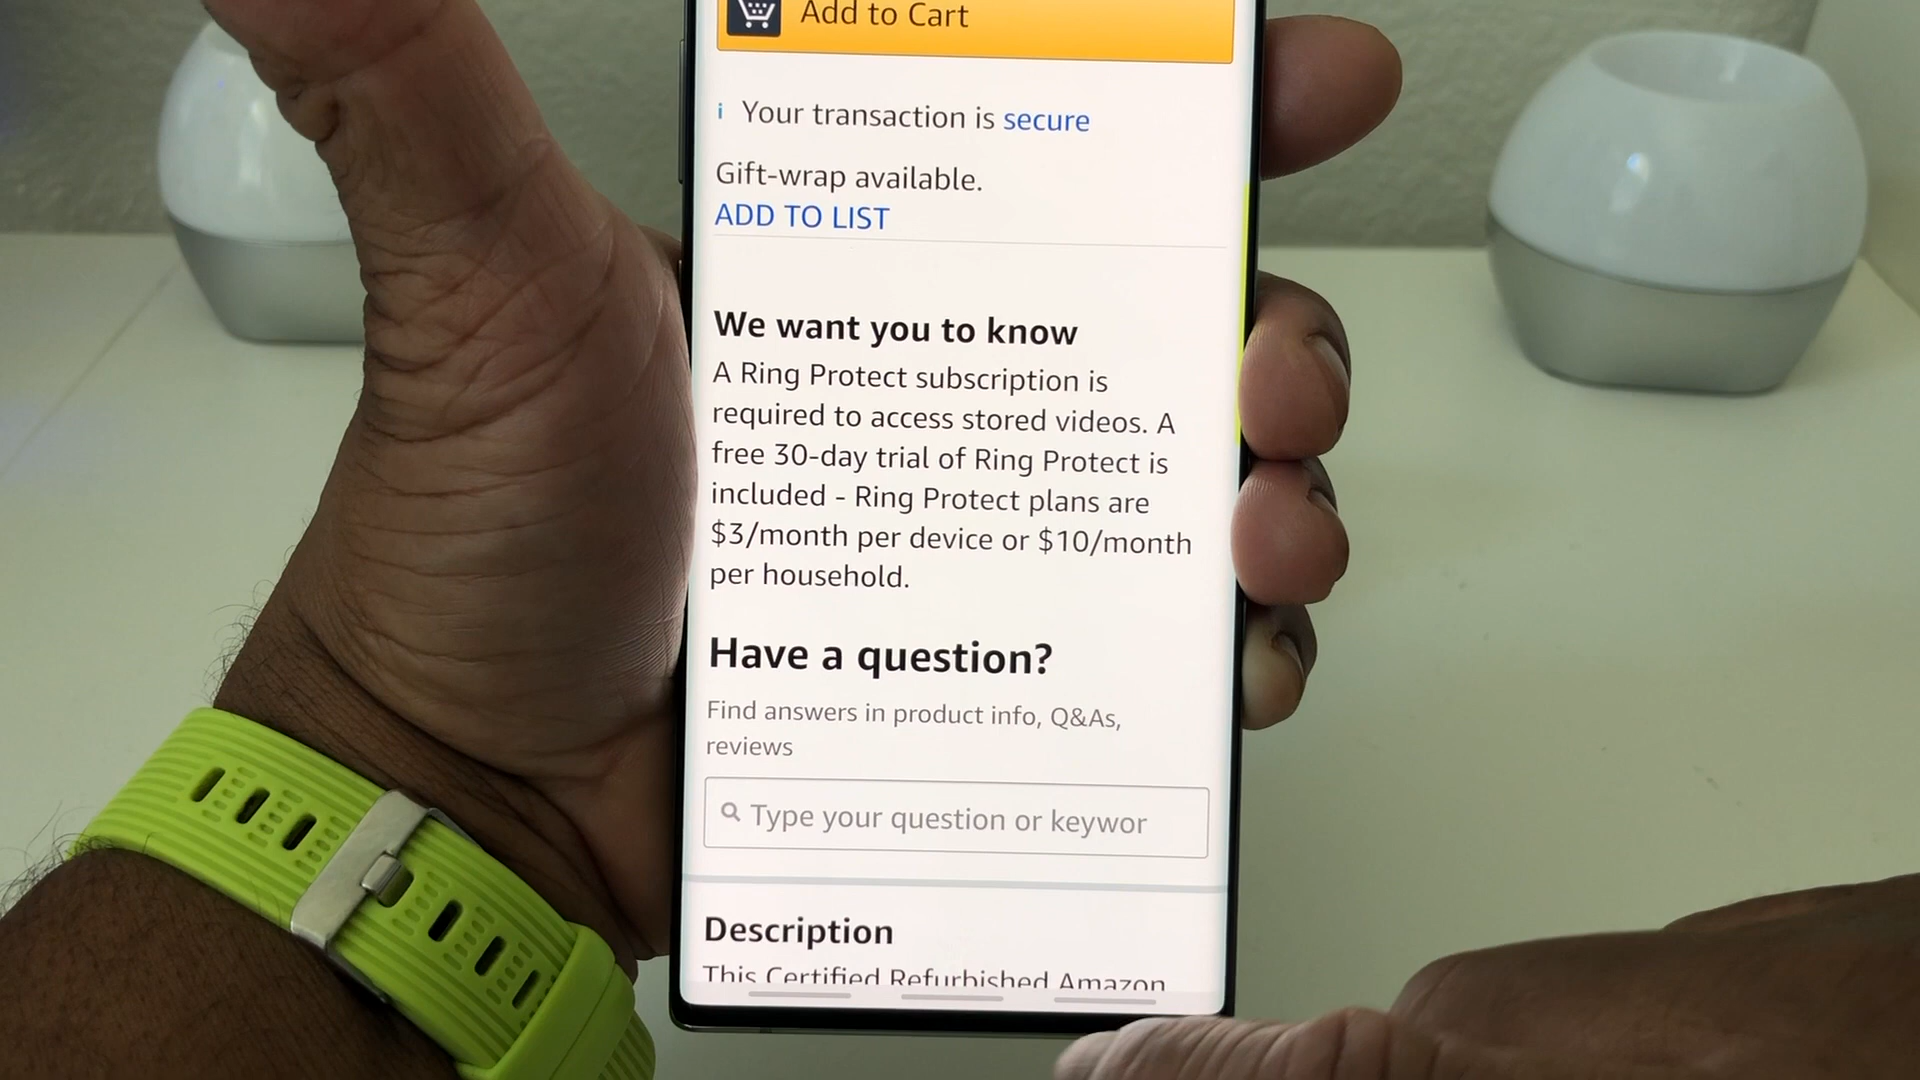 Add to Cart
i Your transaction is secure
Gift-wrap available.
ADD TO LIST
We want you to know
A Ring Protect subscription is
required to access stored videos. A
free 30-day trial of Ring Protect is
included - Ring Protect plans are
$3/month per device or $10/month
per household.
Have a question?
Find answers in product info, Q&As,
reviews
Type your question or keywor
Description
This Certified Refurbished Amazon